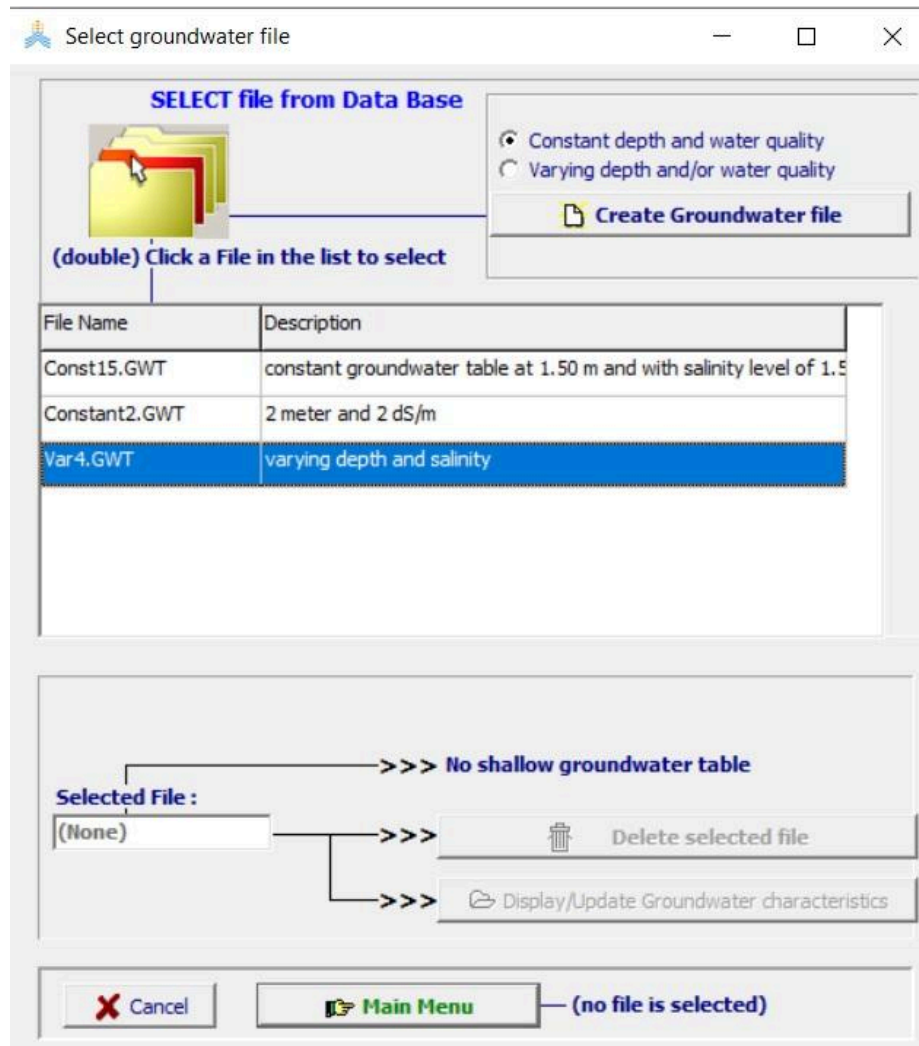 Select groundwater file
SELECT file from Data Base
Constant depth and water quality
Varying depth and/or water quality
Create Groundwater file
(double) Click a File in the list to select
File Name Description
Const15.GWT constant groundwater table at 1.50 m and with salinity level of 1.5
Constant2.GWT 2 meter and 2 dS/m
Var4.GWT varying depth and salinity
>>> No shallow groundwater table
Selected File :
(None) >>> Delete selected file
>>> Display/Update Groundwater characteristics
Cancel Main Menu (no file is selected)